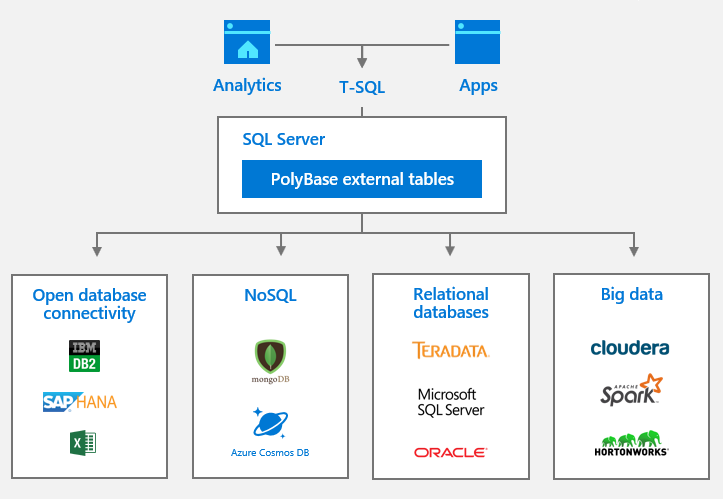 Analytics
T-SQL
Apps
SQL Server
PolyBase external tables
Open database
connectivity
IBM
DB2
SAP HANA
X
NoSQL
mongoDB
Azure Cosmos DB
Relational
databases
TERADATA
Microsoft
SQL Server
ORACLE
Big data
cloudera
APACHE
Spark
HORTONWORKS